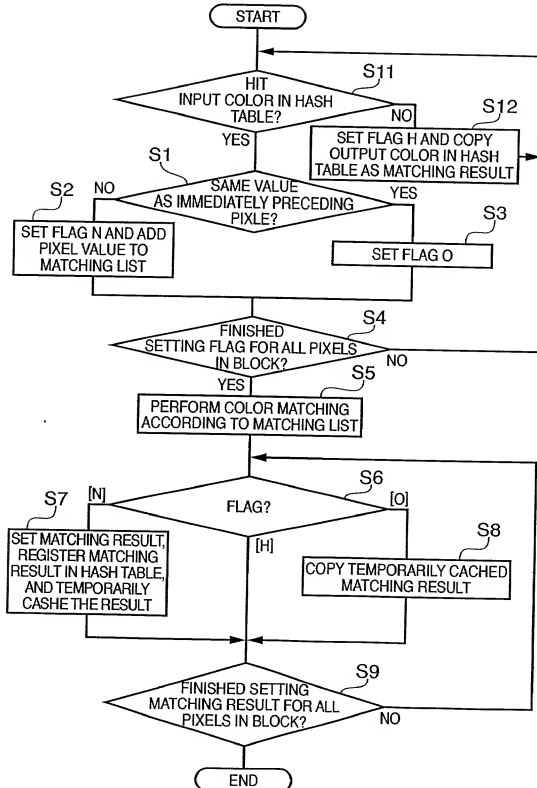 START
S11
HIT
INPUT COLOR IN HASH
TABLE?
NO
S12
YES
SET FLAG H AND COPY
OUTPUT COLOR IN HASH
TABLE AS MATCHING RESULT
S1
S2
NO
SAME VALUE
AS IMMEDIATELY PRECEDING
PIXLE?
YES
S3
SET FLAG N AND ADD
PIXEL VALUE TO
MATCHING LIST
SET FLAG O
S4
FINISHED
SETTING FLAG FOR ALL PIXELS
IN BLOCK?
NO
YES
S5
PERFORM COLOR MATCHING
ACCORDING TO MATCHING LIST
S6
S7
[N]
FLAG?
[O]
[H]
S8
SET MATCHING RESULT,
REGISTER MATCHING
RESULT IN HASH TABLE,
AND TEMPORARILY
CASHE THE RESULT
COPY TEMPORARILY CACHED
MATCHING RESULT
S9
FINISHED SETTING
MATCHING RESULT FOR ALL
PIXELS IN BLOCK?
NO
YES
END